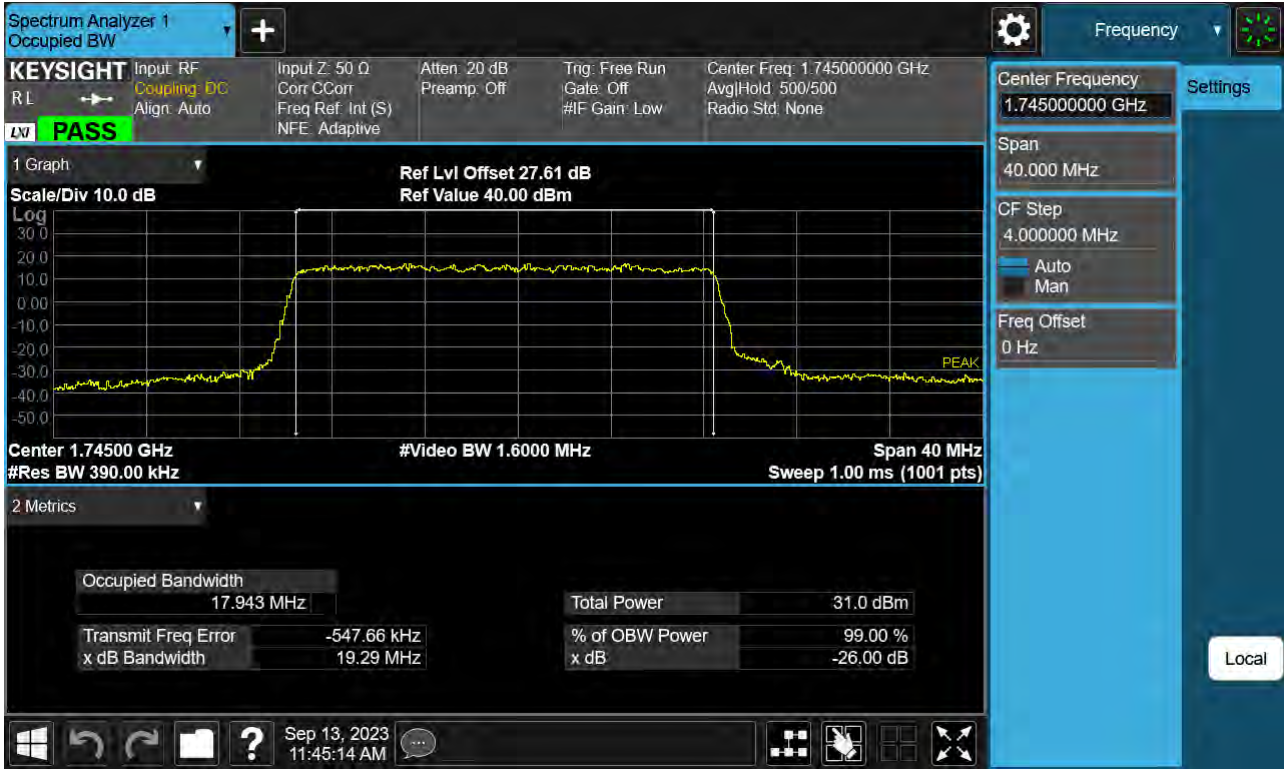 Spectrum Analyzer 1
Occupied BW
Frequency
KEYSIGHT
R L
LXI
PASS
Input: RF
Coupling: DC
Align: Auto
Input Z: 50 Ω
Corr CCorr
Freq Ref: Int (S)
NFE: Adaptive
Atten: 20 dB
Preamp: Off
Trig: Free Run
Gate: Off
#IF Gain: Low
Center Freq: 1.745000000 GHz
Avg|Hold: 500/500
Radio Std: None
Center Frequency
1.745000000 GHz
Settings
Span
40.000 MHz
CF Step
4.000000 MHz
Auto
Man
Freq Offset
0 Hz
Local
1 Graph
Scale/Div 10.0 dB
Ref Lvl Offset 27.61 dB
Ref Value 40.00 dBm
Log
30.0
20.0
10.0
0.00
-10.0
-20.0
-30.0
-40.0
-50.0
PEAK
Center 1.74500 GHz
#Video BW 1.6000 MHz
Span 40 MHz
#Res BW 390.00 kHz
Sweep 1.00 ms (1001 pts)
2 Metrics
Occupied Bandwidth
17.943 MHz
Transmit Freq Error -547.66 kHz
x dB Bandwidth 19.29 MHz
Total Power 31.0 dBm
% of OBW Power 99.00 %
x dB -26.00 dB
?
Sep 13, 2023
11:45:14 AM